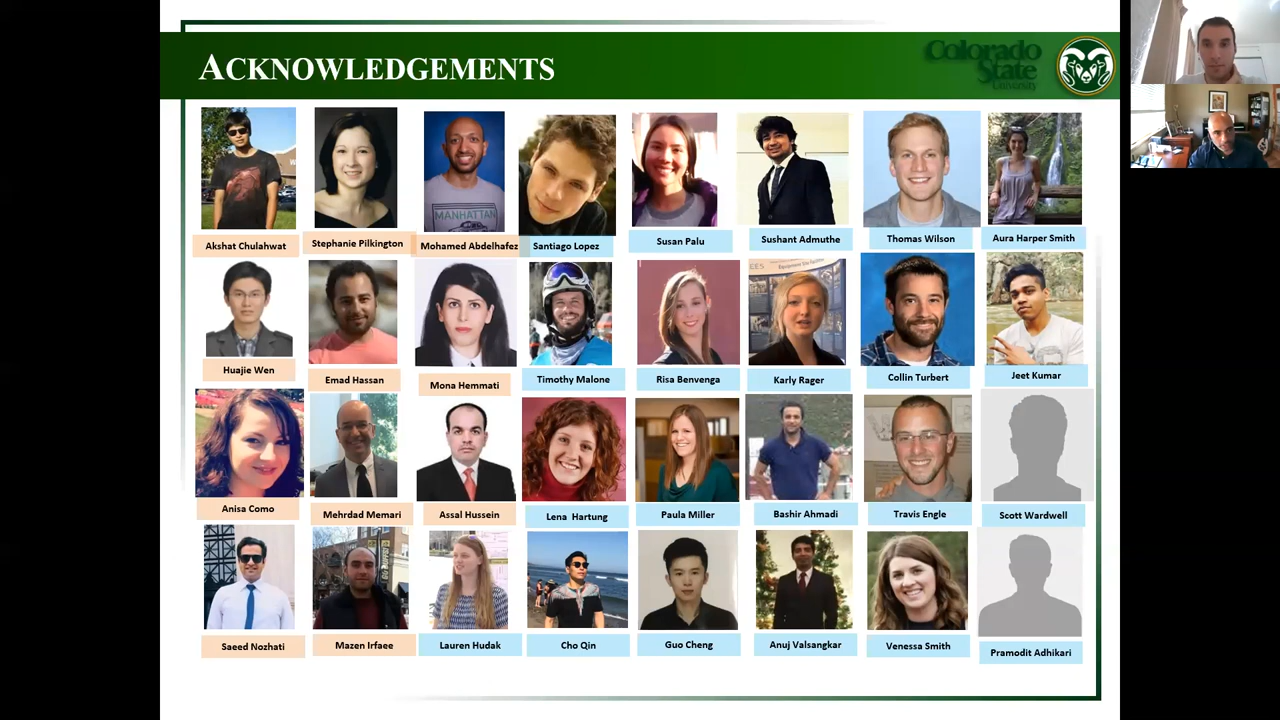 ACKNOWLEDGEMENTS
Colorado
State
University
MANHATTAN
Akshat Chulahwat
Stephanie Pilkington
Mohamed Abdelhafez
Santiago Lopez
Susan Palu
Sushant Admuthe
Thomas Wilson
Aura Harper Smith
Huajie Wen
Emad Hassan
Mona Hemmati
Timothy Malone
Risa Benvenga
Karly Rager
Collin Turbert
Jeet Kumar
Anisa Como
Mehrdad Memari
Assal Hussein
Lena Hartung
Paula Miller
Bashir Ahmadi
Travis Engle
Scott Wardwell
Saeed Nozhati
Mazen Irfaee
Lauren Hudak
Cho Qin
Guo Cheng
Anuj Valsangkar
Venessa Smith
Pramodit Adhikari